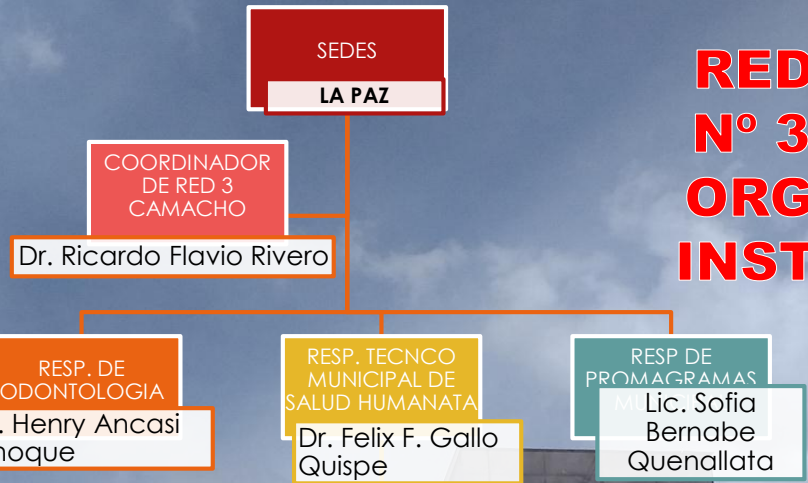 SEDES
LA PAZ
RED
Nº 3
ORG
INST
COORDINADOR
DE RED 3
CAMACHO
Dr. Ricardo Flavio Rivero
RESP. DE
ODONTOLOGIA
. Henry Ancasi
hoque
RESP. TECNCO
MUNICIPAL DE
SALUD HUMANATA
Dr. Felix F. Gallo
Quispe
RESP DE
PROMAGRAMAS
Lic. Sofia
Bernabe
Quenallata